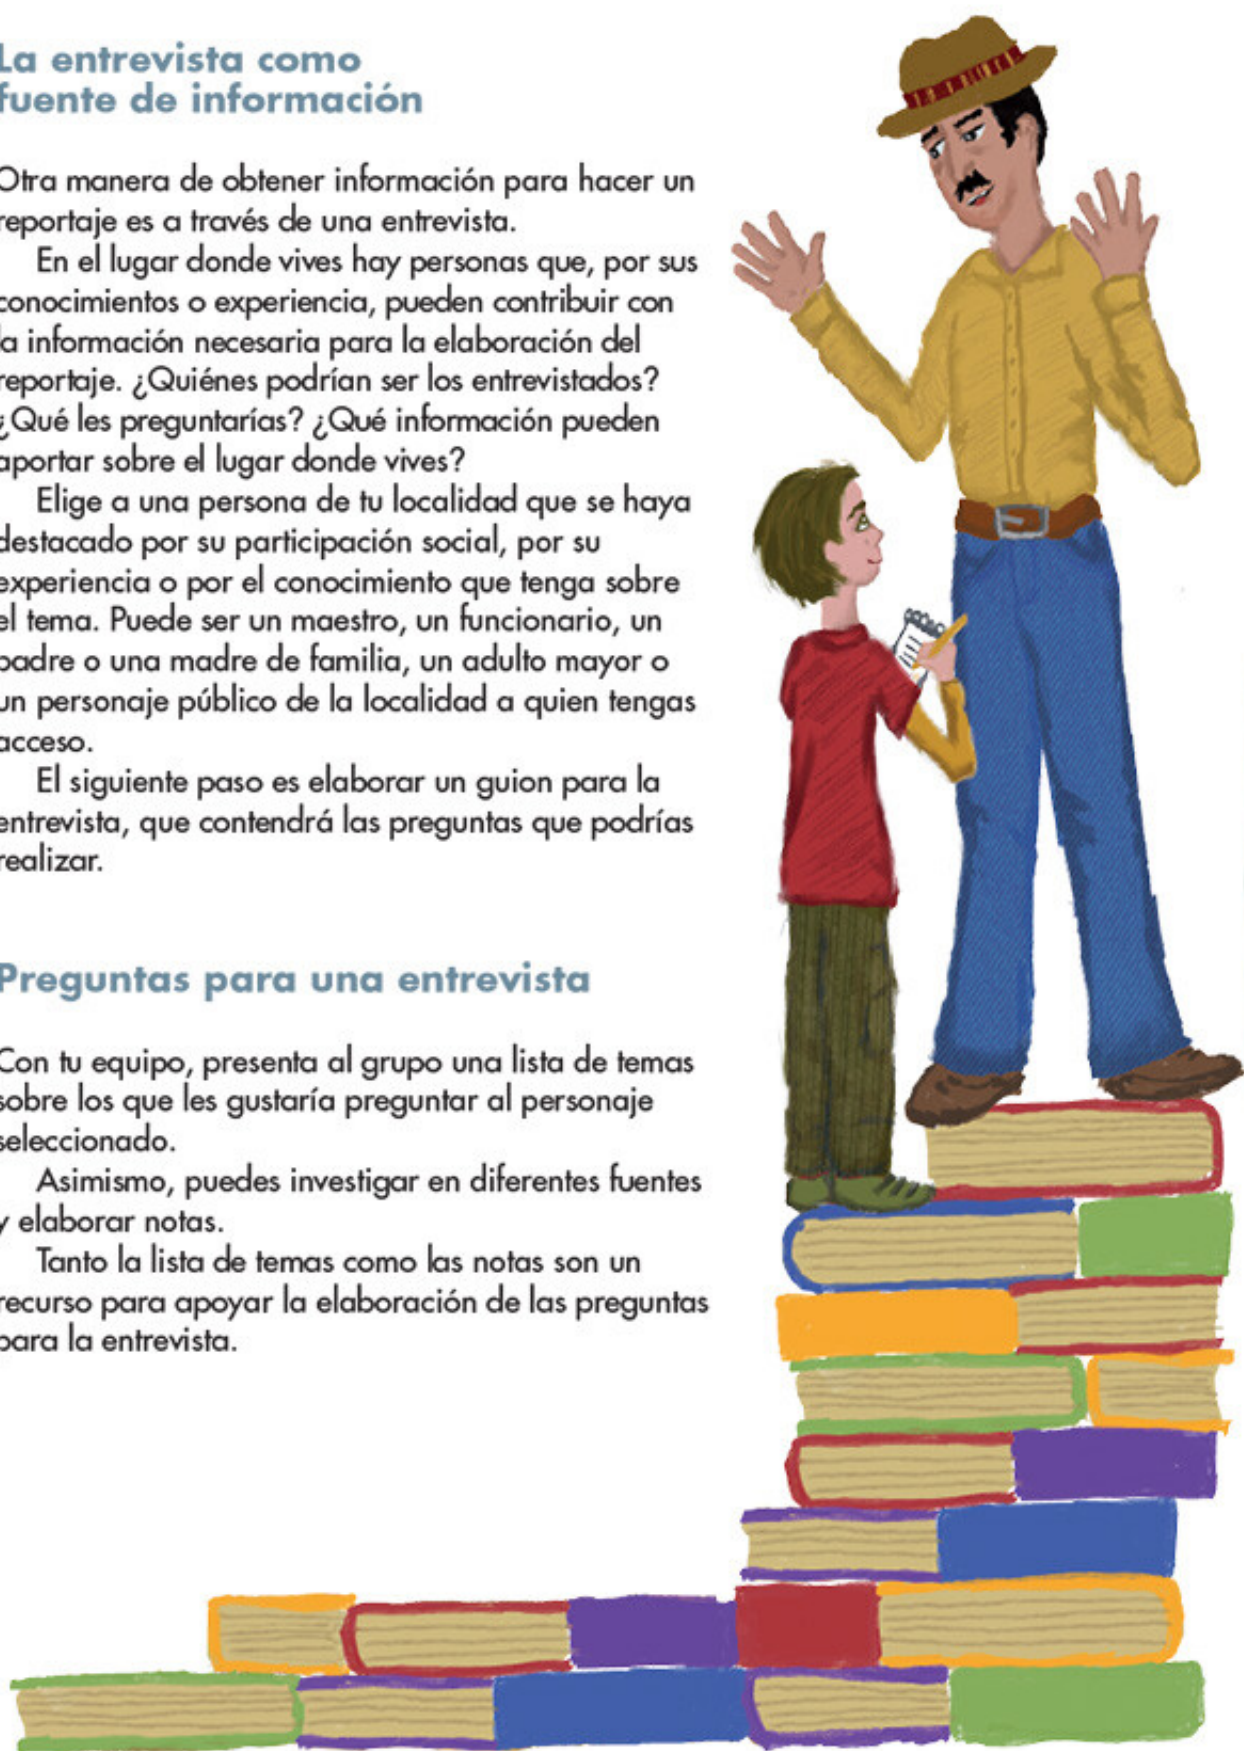 La entrevista como
fuente de información
Otra manera de obtener información para hacer un
reportaje es a través de una entrevista.
En el lugar donde vives hay personas que, por sus
conocimientos o experiencia, pueden contribuir con
la información necesaria para la elaboración del
reportaje. ¿Quiénes podrían ser los entrevistados?
¿Qué les preguntarías? ¿Qué información pueden
aportar sobre el lugar donde vives?
Elige a una persona de tu localidad que se haya
destacado por su participación social, por su
experiencia o por el conocimiento que tenga sobre
el tema. Puede ser un maestro, un funcionario, un
padre o una madre de familia, un adulto mayor o
un personaje público de la localidad a quien tengas
acceso.
El siguiente paso es elaborar un guion para la
entrevista, que contendrá las preguntas que podrías
realizar.
Preguntas para una entrevista
Con tu equipo, presenta al grupo una lista de temas
sobre los que les gustaría preguntar al personaje
seleccionado.
Asimismo, puedes investigar en diferentes fuentes
y elaborar notas.
Tanto la lista de temas como las notas son un
recurso para apoyar la elaboración de las preguntas
para la entrevista.